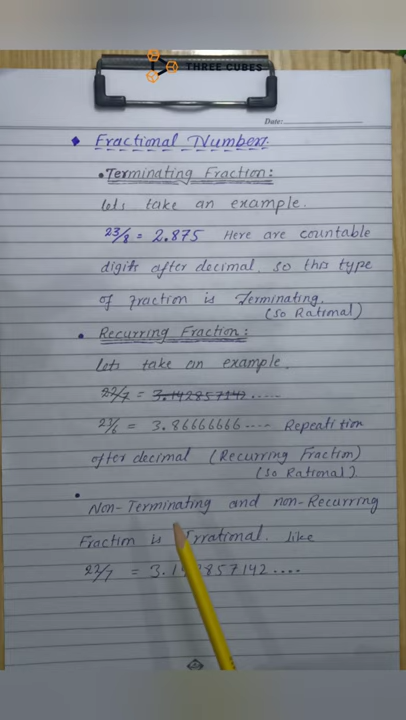 THREE CUBES
Date:
Fractional Number.
Terminating Fraction:
lets take an example.
23/8 = 2.875 Here are countable
digits after decimal, so this type
of fraction is Terminating.
(So Rational)
Recurring Fraction:
lets take an example.
22/7 = 3.142857142.....
23/6 = 3.86666666.... Repeatition
after decimal (Recurring Fraction)
(So Rational).
Non-Terminating and non-Recurring
Fraction is Irrational. like
22/7 = 3.142857142....